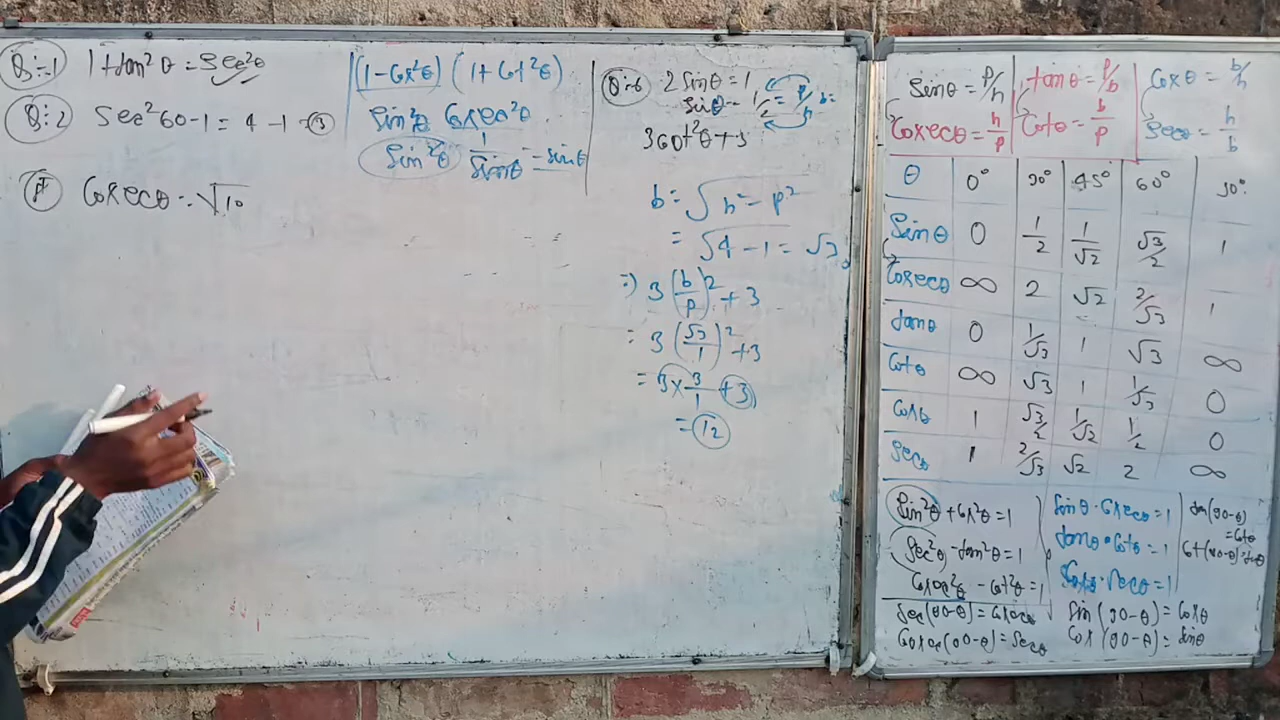 Q:-1 1+tan²θ = sec²θ
Q:-2 sec²60-1 = 4-1 = 3
cosecθ = √10
(1-cos²θ) (1+cot²θ)
sin²θ cosec²θ
sin²θ 1/sinθ = sinθ
Q:-6 2sinθ = 1
sinθ = 1/2 = p/h b=
3cot²θ+3
b = √h² - p²
= √4-1 = √3
=) 3(b/p)² + 3
= 3(√3/1)² + 3
= 3 × 3/1 + 3
= 12
sinθ = p/h tanθ = p/b cosθ = b/h
cosecθ = h/p cotθ = b/p secθ = h/b
θ 0° 30° 45° 60° 90°
sinθ 0 1/2 1/√2 √3/2 1
cosecθ ∞ 2 √2 2/√3 1
tanθ 0 1/√3 1 √3 ∞
cotθ ∞ √3 1 1/√3 0
cosθ 1 √3/2 1/√2 1/2 0
secθ 1 2/√3 √2 2 ∞
sin²θ + cos²θ = 1
sec²θ - tan²θ = 1
cosec²θ - cot²θ = 1
sec(90-θ) = cosecθ
cosec(90-θ) = secθ
sinθ · cosecθ = 1
tanθ · cotθ = 1
cosθ · secθ = 1
sin(90-θ) = cosθ
cos(90-θ) = sinθ
tan(90-θ)
= cotθ
cot(90-θ) = tanθ